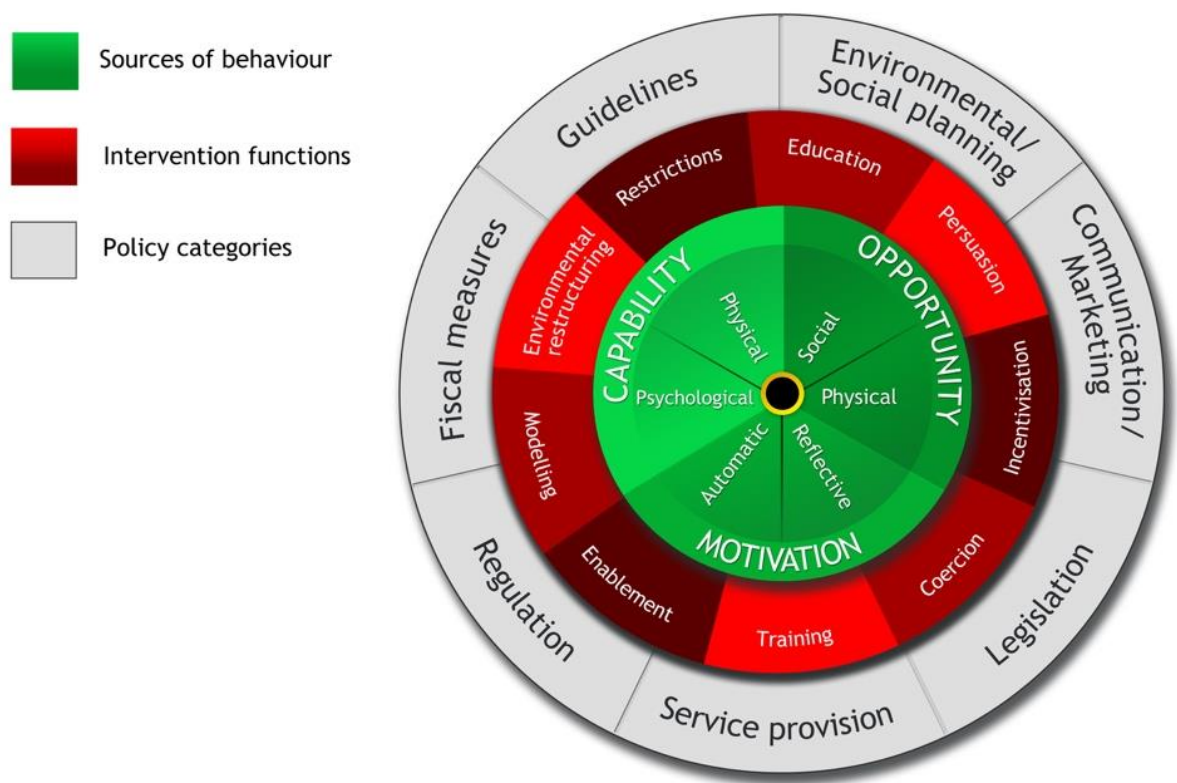 Sources of behaviour
Intervention functions
Policy categories
Guidelines
Environmental/
Social planning
Communication/
Marketing
Legislation
Service provision
Regulation
Fiscal measures
Restrictions
Education
Persuasion
Incentivisation
Coercion
Training
Enablement
Modelling
Environmental
restructuring
CAPABILITY
OPPORTUNITY
MOTIVATION
Physical
Social
Physical
Reflective
Automatic
Psychological